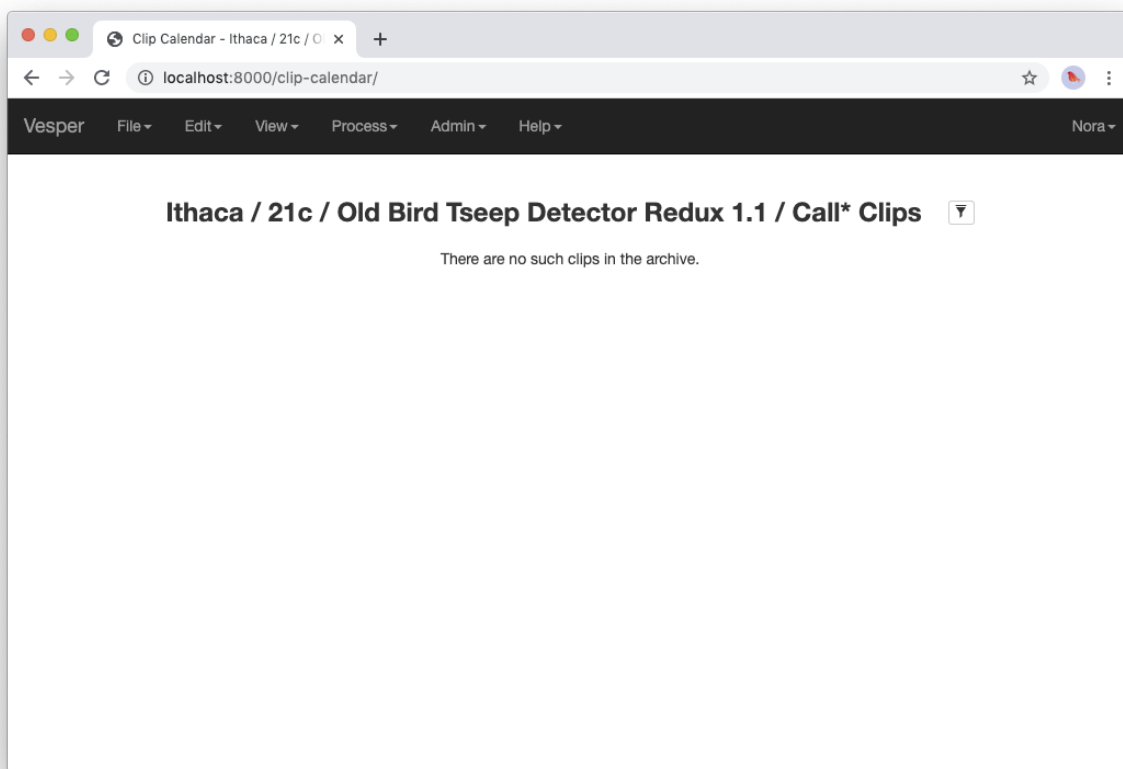 Clip Calendar - Ithaca / 21c / O
localhost:8000/clip-calendar/
Vesper File Edit View Process Admin Help Nora
Ithaca / 21c / Old Bird Tseep Detector Redux 1.1 / Call* Clips
There are no such clips in the archive.